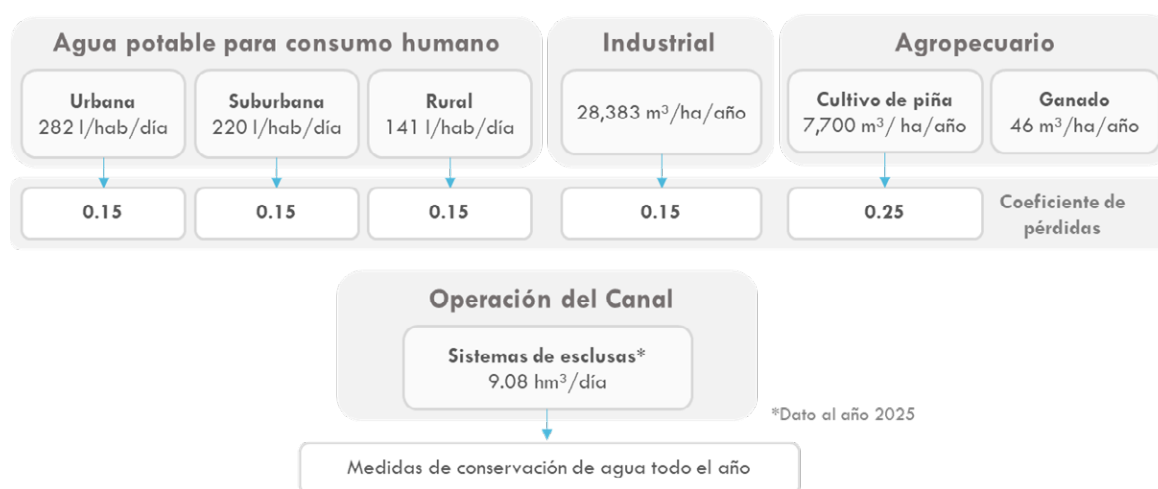 Agua potable para consumo humano
Industrial
Agropecuario
Urbana
282 l/hab/día
Suburbana
220 l/hab/día
Rural
141 l/hab/día
28,383 m³/ha/año
Cultivo de piña
7,700 m³/ ha/año
Ganado
46 m³/ha/año
0.15
0.15
0.15
0.15
0.25
Coeficiente de
pérdidas
Operación del Canal
Sistemas de esclusas*
9.08 hm³/día
*Dato al año 2025
Medidas de conservación de agua todo el año